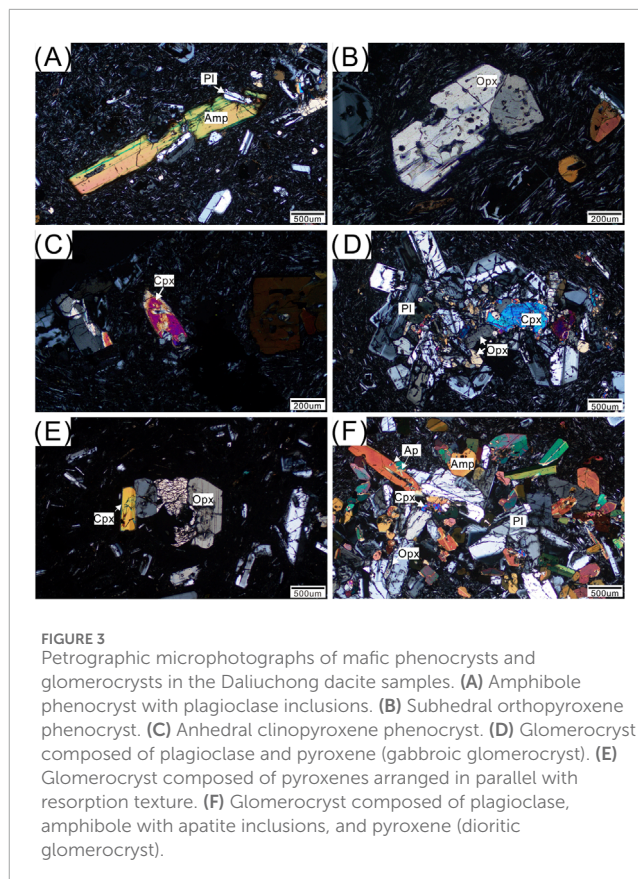 (A)
Pl
Amp
500um
(B)
Opx
200um
(C)
Cpx
200um
(D)
Pl
Cpx
Opx
500um
(E)
Cpx
Opx
500um
(F)
Ap
Amp
Cpx
Pl
Opx
500um
FIGURE 3
Petrographic microphotographs of mafic phenocrysts and
glomerocrysts in the Daliuchong dacite samples. (A) Amphibole
phenocryst with plagioclase inclusions. (B) Subhedral orthopyroxene
phenocryst. (C) Anhedral clinopyroxene phenocryst. (D) Glomerocryst
composed of plagioclase and pyroxene (gabbroic glomerocryst). (E)
Glomerocryst composed of pyroxenes arranged in parallel with
resorption texture. (F) Glomerocryst composed of plagioclase,
amphibole with apatite inclusions, and pyroxene (dioritic
glomerocryst).